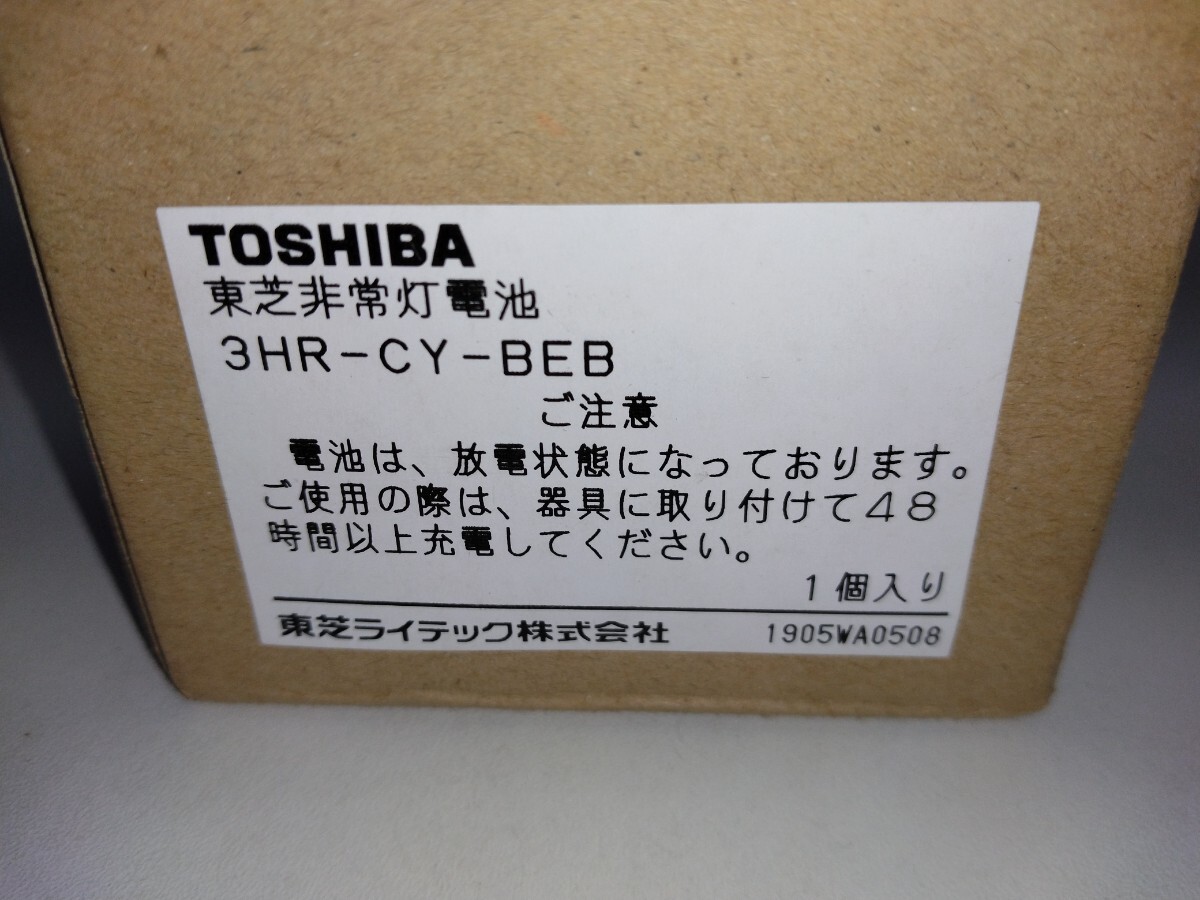 TOSHIBA
東芝非常灯電池
3HR-CY-BEB
ご注意
電池は、放電状態になっております。
ご使用の際は、器具に取り付けて48
時間以上充電してください。
1個入り
東芝ライテック株式会社 1905WA0508